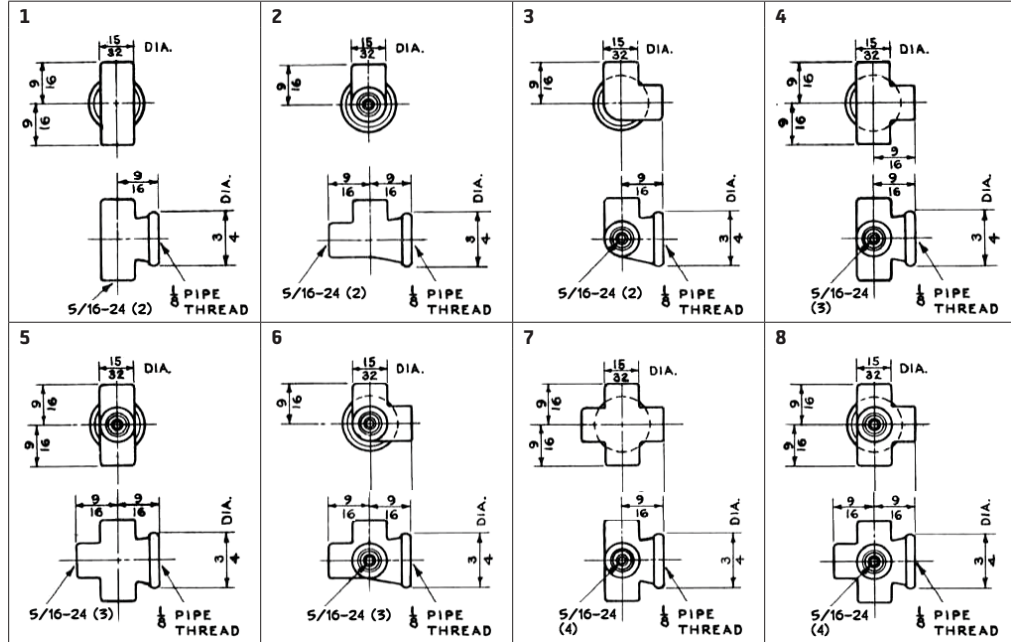 1
15/32 DIA.
9/16
9/16
9/16
DIA.
3/4
5/16-24 (2)
1/8 PIPE
THREAD
2
15/32 DIA.
9/16
9/16 9/16
DIA.
3/4
5/16-24 (2)
1/8 PIPE
THREAD
3
15/32 DIA.
9/16
9/16
DIA.
3/4
5/16-24 (2)
1/8 PIPE
THREAD
4
15/32 DIA.
9/16
9/16
9/16
9/16
DIA.
3/4
5/16-24
(3)
1/8 PIPE
THREAD
5
15/32 DIA.
9/16
9/16
9/16 9/16
DIA.
3/4
5/16-24 (3)
1/8 PIPE
THREAD
6
15/32 DIA.
9/16
9/16 9/16
DIA.
3/4
5/16-24 (3)
1/8 PIPE
THREAD
7
15/32 DIA.
9/16
9/16
9/16
DIA.
3/4
5/16-24
(4)
1/8 PIPE
THREAD
8
15/32 DIA.
9/16
9/16
9/16 9/16
DIA.
3/4
5/16-24
(4)
1/8 PIPE
THREAD